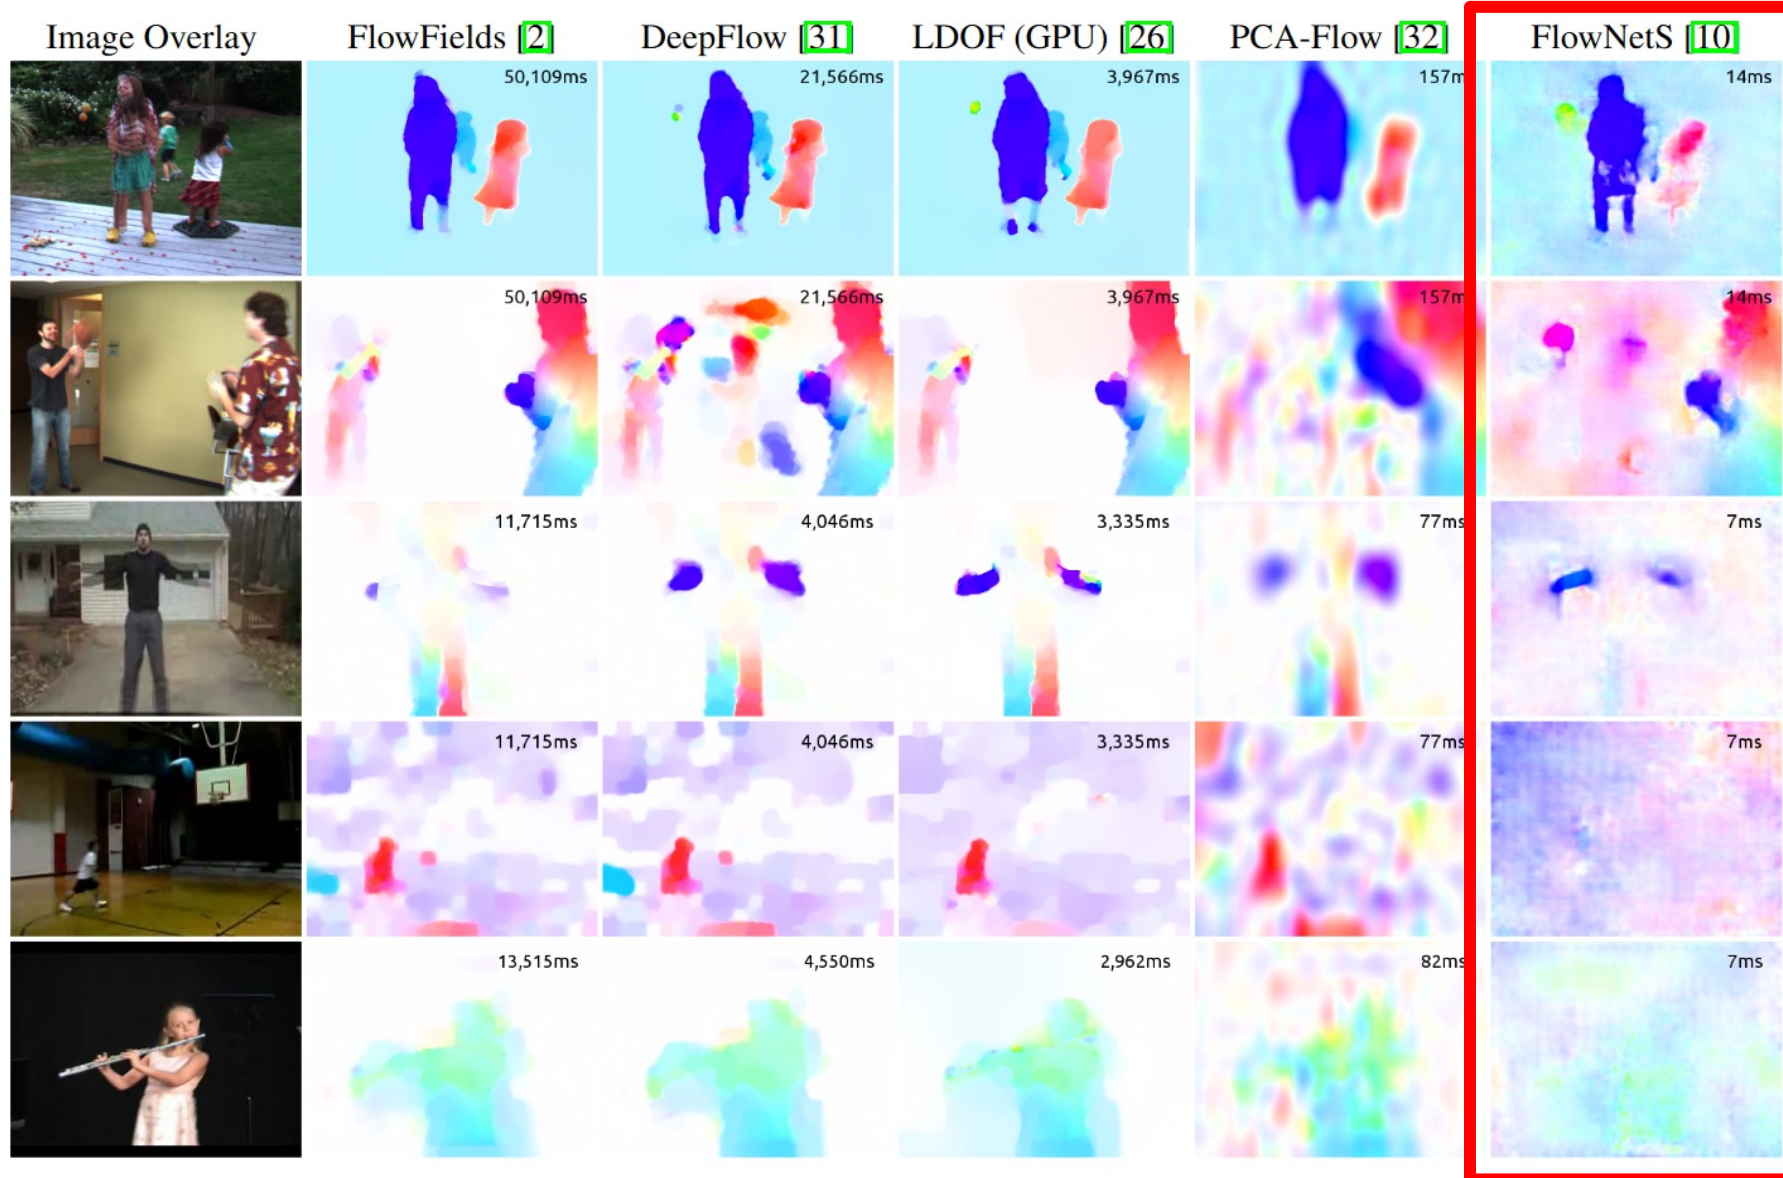 Image Overlay FlowFields [2] DeepFlow [31] LDOF (GPU) [26] PCA-Flow [32] FlowNetS [10]
50,109ms 21,566ms 3,967ms 157m 14ms
50,109ms 21,566ms 3,967ms 157m 14ms
11,715ms 4,046ms 3,335ms 77ms 7ms
11,715ms 4,046ms 3,335ms 77ms 7ms
13,515ms 4,550ms 2,962ms 82ms 7ms